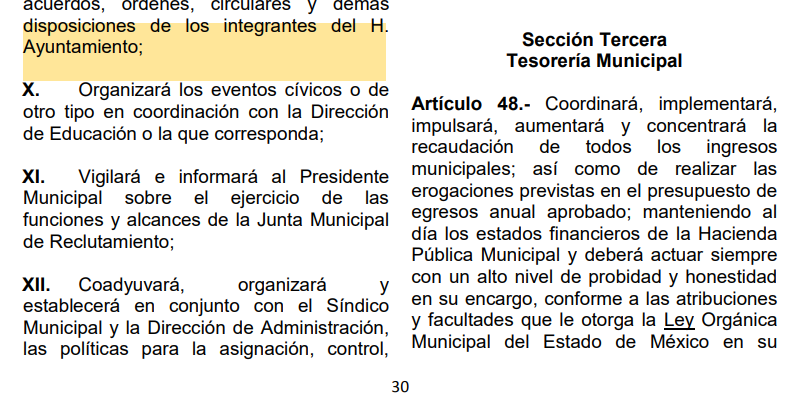 acuerdos, órdenes, circulares y demás
disposiciones de los integrantes del H.
Ayuntamiento;
X. Organizará los eventos cívicos o de
otro tipo en coordinación con la Dirección
de Educación o la que corresponda;
XI. Vigilará e informará al Presidente
Municipal sobre el ejercicio de las
funciones y alcances de la Junta Municipal
de Reclutamiento;
XII. Coadyuvará, organizará y
establecerá en conjunto con el Síndico
Municipal y la Dirección de Administración,
las políticas para la asignación, control,
Sección Tercera
Tesorería Municipal
Artículo 48.- Coordinará, implementará,
impulsará, aumentará y concentrará la
recaudación de todos los ingresos
municipales; así como de realizar las
erogaciones previstas en el presupuesto de
egresos anual aprobado; manteniendo al
día los estados financieros de la Hacienda
Pública Municipal y deberá actuar siempre
con un alto nivel de probidad y honestidad
en su encargo, conforme a las atribuciones
y facultades que le otorga la Ley Orgánica
Municipal del Estado de México en su
30